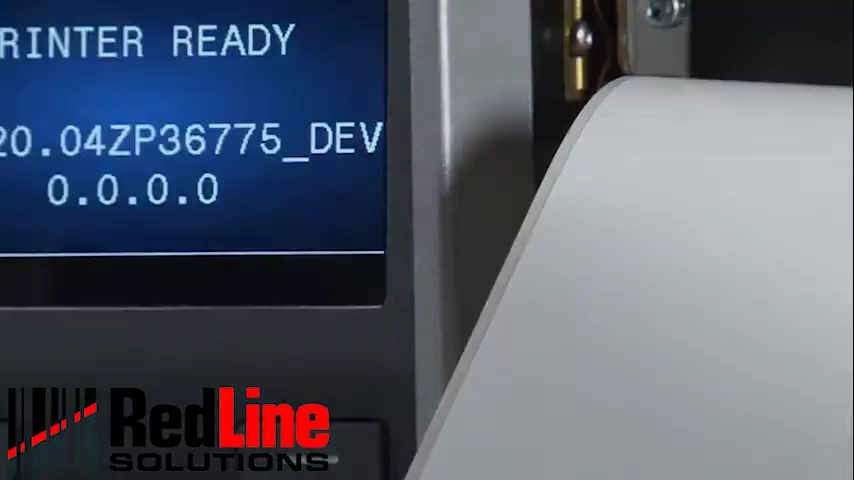 RINTER READY
20.04ZP36775_DEV
0.0.0.0
RedLine
SOLUTIONS